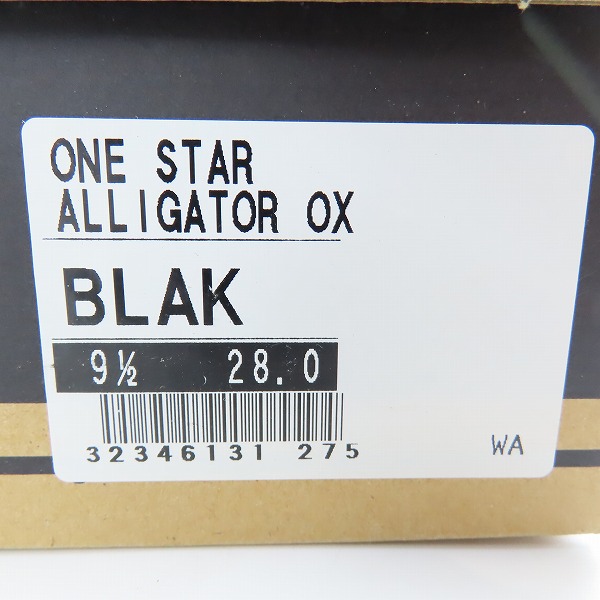 ONE STAR
ALLIGATOR OX
BLAK
9½ 28.0
32346131 275
WA